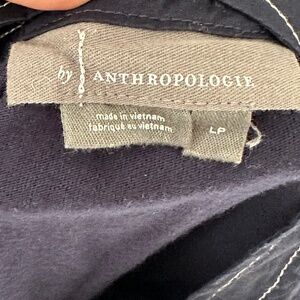 by ANTHROPOLOGIE
made in vietnam
fabriqué au vietnam
LP